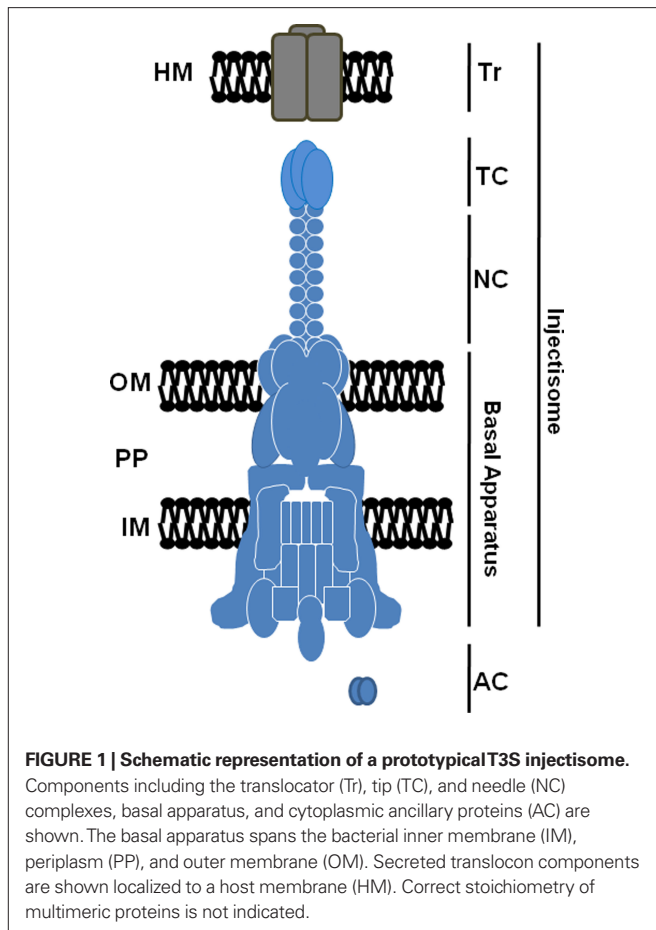 HM
Tr
TC
NC
Injectisome
OM
Basal Apparatus
PP
IM
AC
FIGURE 1 | Schematic representation of a prototypical T3S injectisome.
Components including the translocator (Tr), tip (TC), and needle (NC)
complexes, basal apparatus, and cytoplasmic ancillary proteins (AC) are
shown. The basal apparatus spans the bacterial inner membrane (IM),
periplasm (PP), and outer membrane (OM). Secreted translocon components
are shown localized to a host membrane (HM). Correct stoichiometry of
multimeric proteins is not indicated.